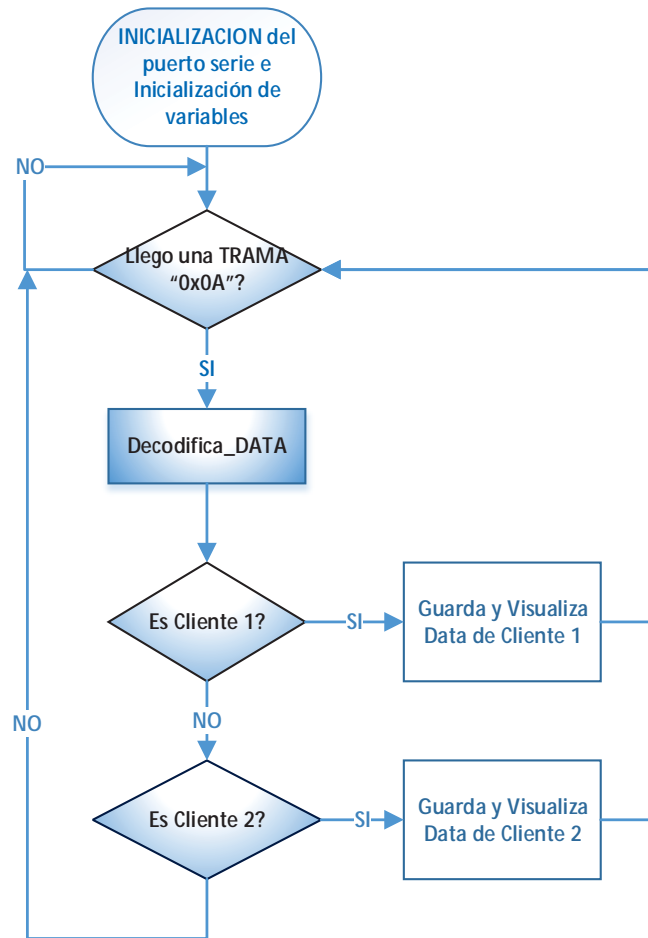 INICIALIZACION del
puerto serie e
Inicialización de
variables
NO
Llego una TRAMA
“0x0A”?
SI
Decodifica_DATA
Es Cliente 1?
SI
Guarda y Visualiza
Data de Cliente 1
NO
NO
Es Cliente 2?
SI
Guarda y Visualiza
Data de Cliente 2